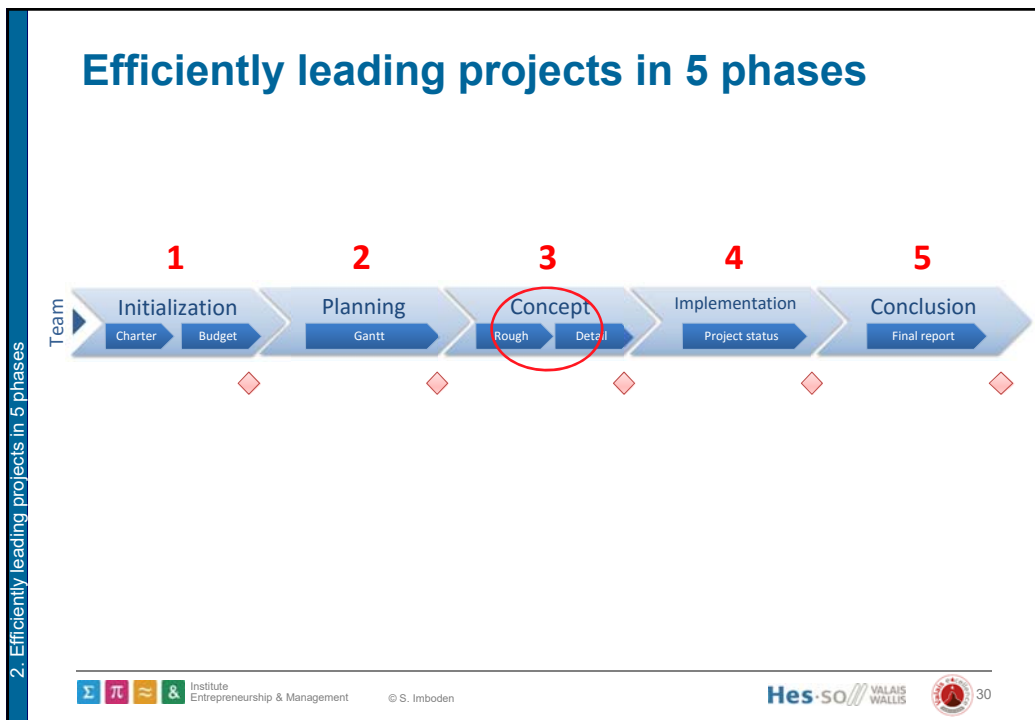 Efficiently leading projects in 5 phases
1 2 3 4 5
Team
Initialization Planning Concept Implementation Conclusion
Charter Budget Gantt Rough Detail Project status Final report
2. Efficiently leading projects in 5 phases
Σ π ≈ & Institute
Entrepreneurship & Management © S. Imboden
Hes·so// VALAIS
WALLIS
30